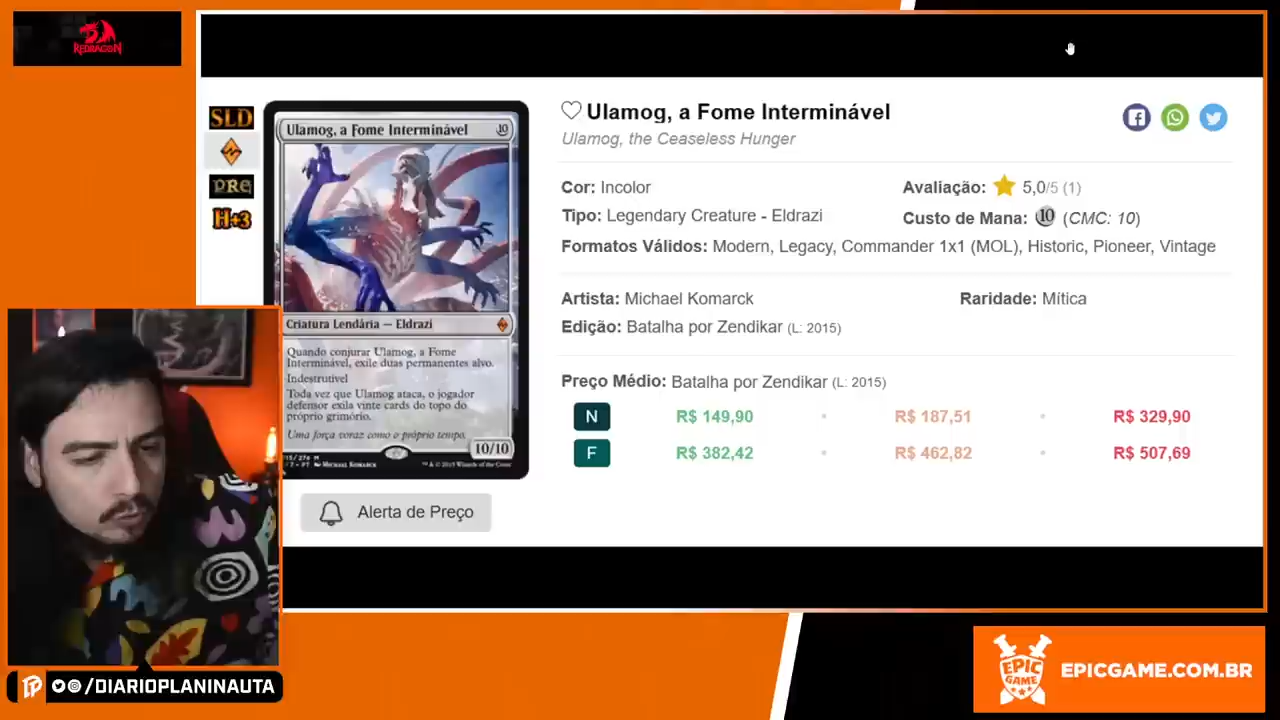 REDRAGON
SLD
PRE
H+3
Ulamog, a Fome Interminável
10
Criatura Lendária — Eldrazi
Quando conjurar Ulamog, a Fome
Interminável, exile duas permanentes alvo.
Indestrutível
Toda vez que Ulamog ataca, o jogador
defensor exila vinte cards do topo do
próprio grimório.
Uma força voraz como o próprio tempo.
10/10
Michael Komarck
Alerta de Preço
Ulamog, a Fome Interminável
Ulamog, the Ceaseless Hunger
Cor: Incolor
Avaliação: 5,0/5 (1)
Tipo: Legendary Creature - Eldrazi
Custo de Mana: 10 (CMC: 10)
Formatos Válidos: Modern, Legacy, Commander 1x1 (MOL), Historic, Pioneer, Vintage
Artista: Michael Komarck
Raridade: Mítica
Edição: Batalha por Zendikar (L: 2015)
Preço Médio: Batalha por Zendikar (L: 2015)
N R$ 149,90 R$ 187,51 R$ 329,90
F R$ 382,42 R$ 462,82 R$ 507,69
/DIARIOPLANINAUTA
EPIC
GAME
EPICGAME.COM.BR